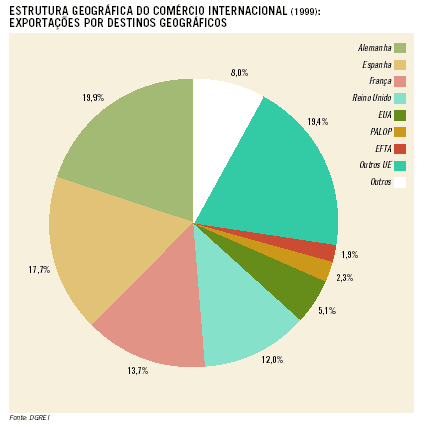 ESTRUTURA GEOGRÁFICA DO COMÉRCIO INTERNACIONAL (1999):
EXPORTAÇÕES POR DESTINOS GEOGRÁFICOS
Alemanha
Espanha
França
Reino Unido
EUA
PALOP
EFTA
Outros UE
Outros
8,0%
19,4%
1,9%
2,3%
5,1%
12,0%
13,7%
17,7%
19,9%
Fonte: DGREI